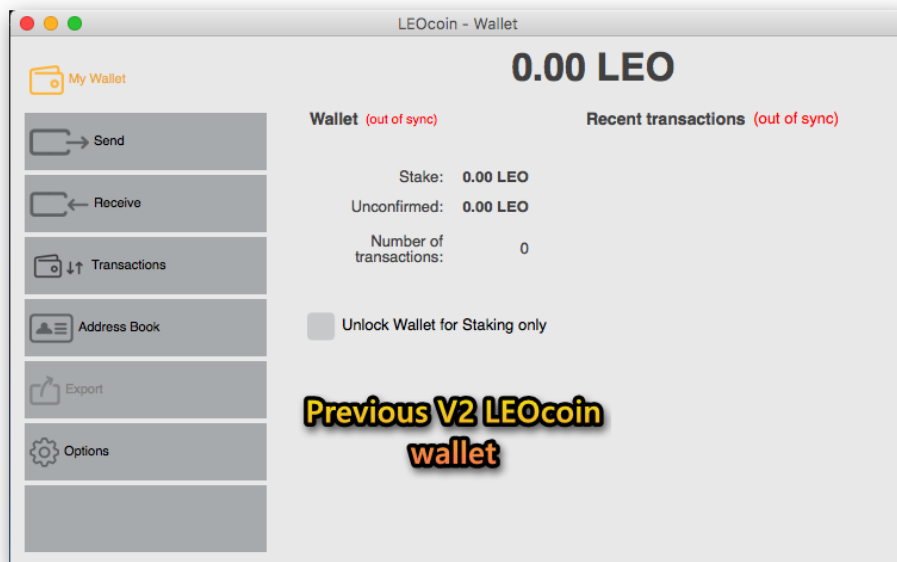 LEOcoin - Wallet
0.00 LEO
My Wallet
Send
Receive
Transactions
Address Book
Export
Options
Wallet (out of sync)
Stake: 0.00 LEO
Unconfirmed: 0.00 LEO
Number of
transactions: 0
Unlock Wallet for Staking only
Recent transactions (out of sync)
Previous V2 LEOcoin
wallet